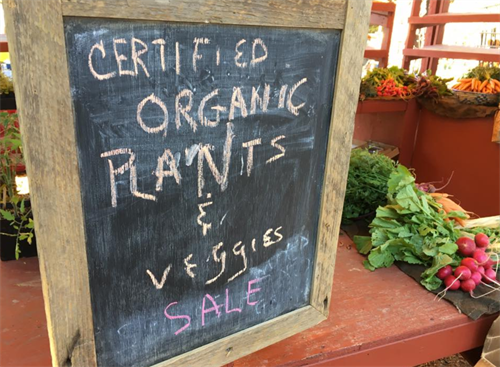 CERTIFIED
ORGANIC
PLANTS
&
VEGGIES
SALE